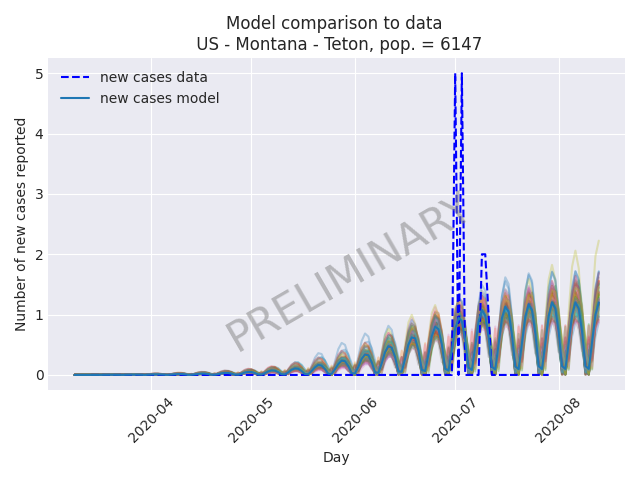 Model comparison to data
US - Montana - Teton, pop. = 6147
new cases data
new cases model
Number of new cases reported
5
4
3
2
1
0
PRELIMINARY
2020-04
2020-05
2020-06
2020-07
2020-08
Day